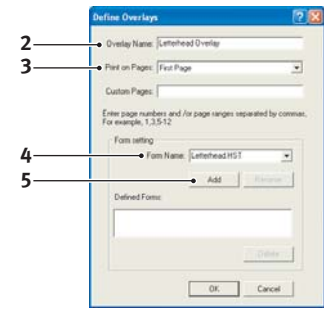 Define Overlays
2 Overlay Name: Letterhead Overlay
3 Print on Pages: First Page
Custom Pages:
Enter page numbers and /or page ranges separated by commas,
For example, 1,3,5-12
Form setting
4 Form Name: Letterhead.HST
5 Add Remove
Defined Forms:
Delete
OK Cancel